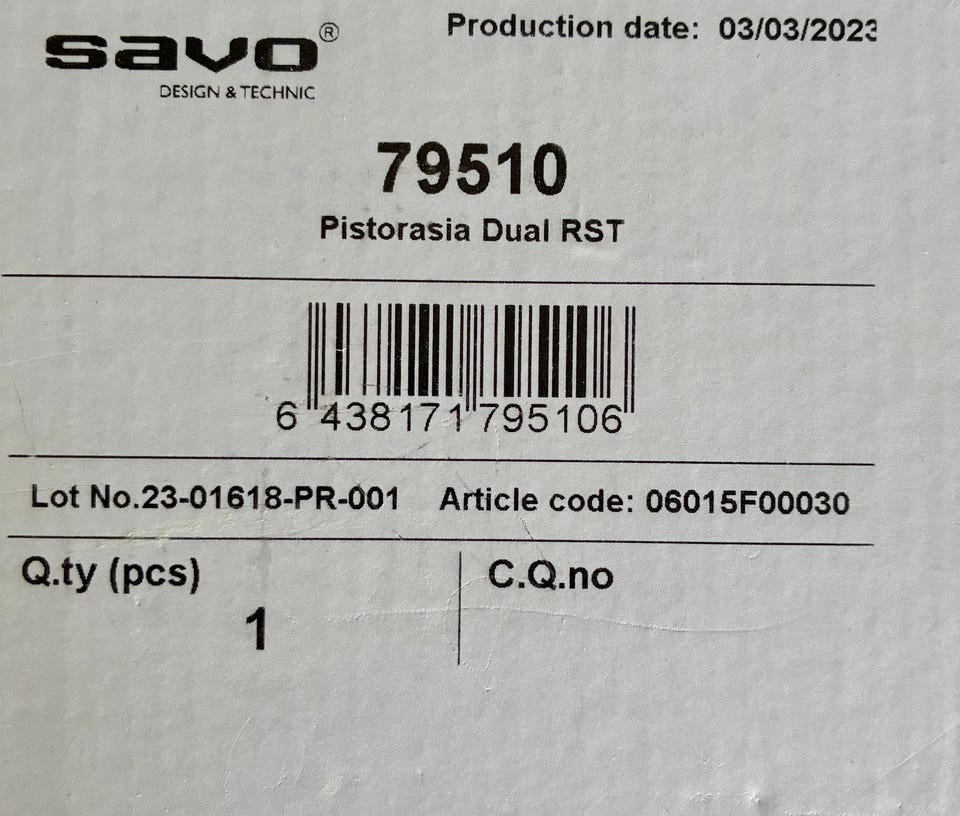 savo®
DESIGN & TECHNIC
Production date: 03/03/2023
79510
Pistorasia Dual RST
6 438171 795106
Lot No.23-01618-PR-001 Article code: 06015F00030
Q.ty (pcs) C.Q.no
1